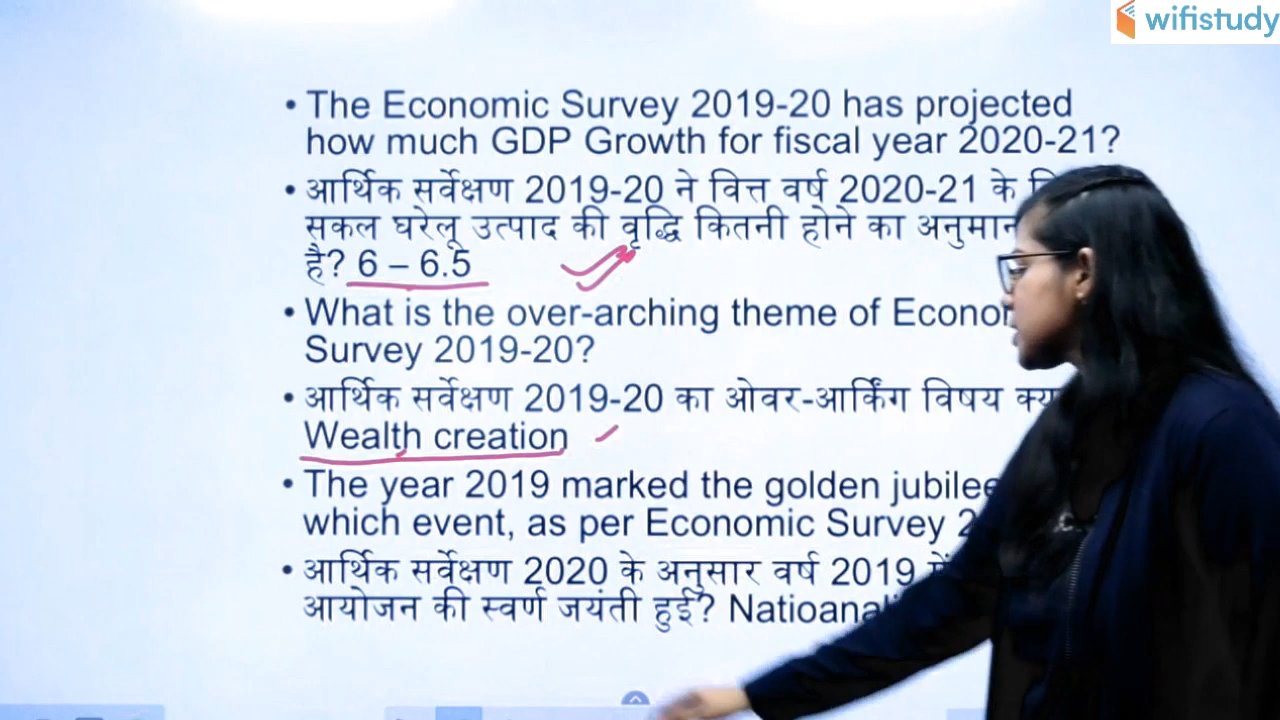 wifistudy
• The Economic Survey 2019-20 has projected
how much GDP Growth for fiscal year 2020-21?
• आर्थिक सर्वेक्षण 2019-20 ने वित्त वर्ष 2020-21 के
सकल घरेलू उत्पाद की वृद्धि कितनी होने का अनुमान
है? 6 – 6.5
• What is the over-arching theme of
Survey 2019-20?
• आर्थिक सर्वेक्षण 2019-20 का ओवर-आर्किंग विषय
Wealth creation
• The year 2019 marked the golden jubilee
which event, as per Economic Survey
• आर्थिक सर्वेक्षण 2020 के अनुसार वर्ष 2019 में
आयोजन की स्वर्ण जयंती हुई?